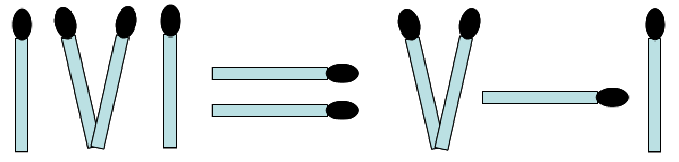 IVI = V - I